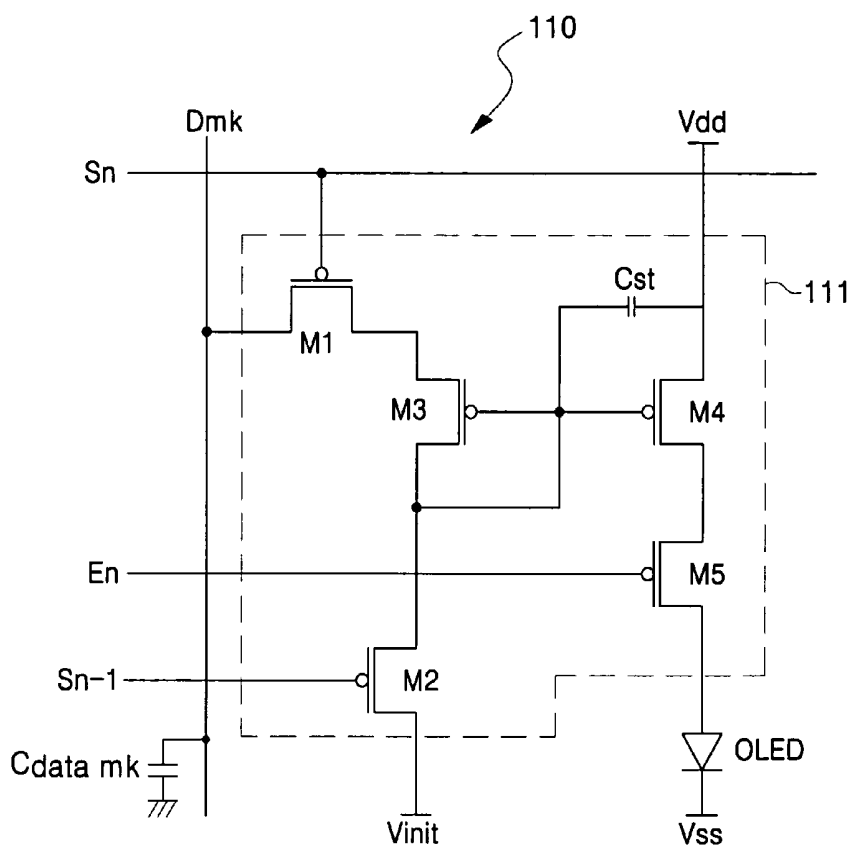 110
Dmk
Vdd
Sn
Cst
111
M1
M3
M4
En
M5
Sn-1
M2
Cdata mk
OLED
Vinit
Vss